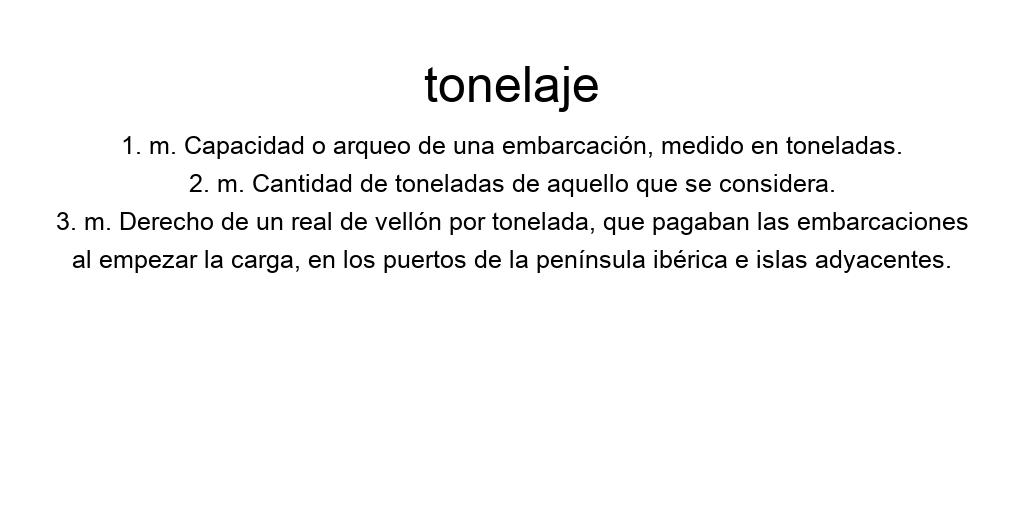 tonelaje
1. m. Capacidad o arqueo de una embarcación, medido en toneladas.
2. m. Cantidad de toneladas de aquello que se considera.
3. m. Derecho de un real de vellón por tonelada, que pagaban las embarcaciones
al empezar la carga, en los puertos de la península ibérica e islas adyacentes.